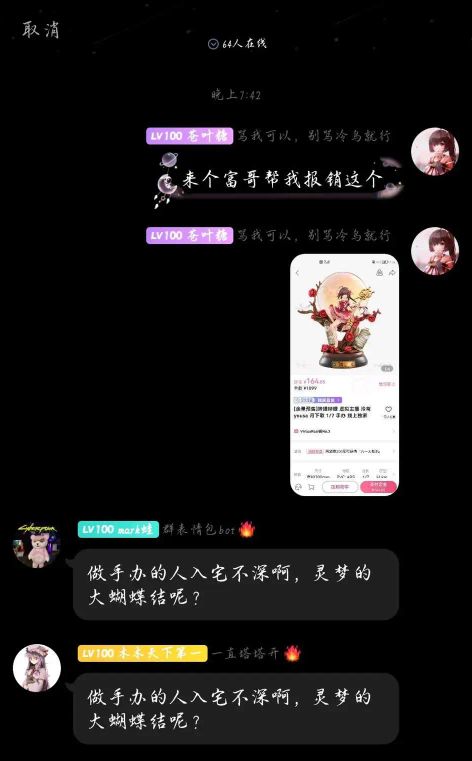 取消
64人在线
晚上7:42
LV100 苍叶糖 骂我可以，别骂冷鸟就行
来个富哥帮我报销这个
LV100 苍叶糖 骂我可以，别骂冷鸟就行
LV100 mark蛙 群表情包bot
做手办的人入宅不深啊，灵梦的
大蝴蝶结呢？
LV100 木木天下第一 一直塔塔开
做手办的人入宅不深啊，灵梦的
大蝴蝶结呢？